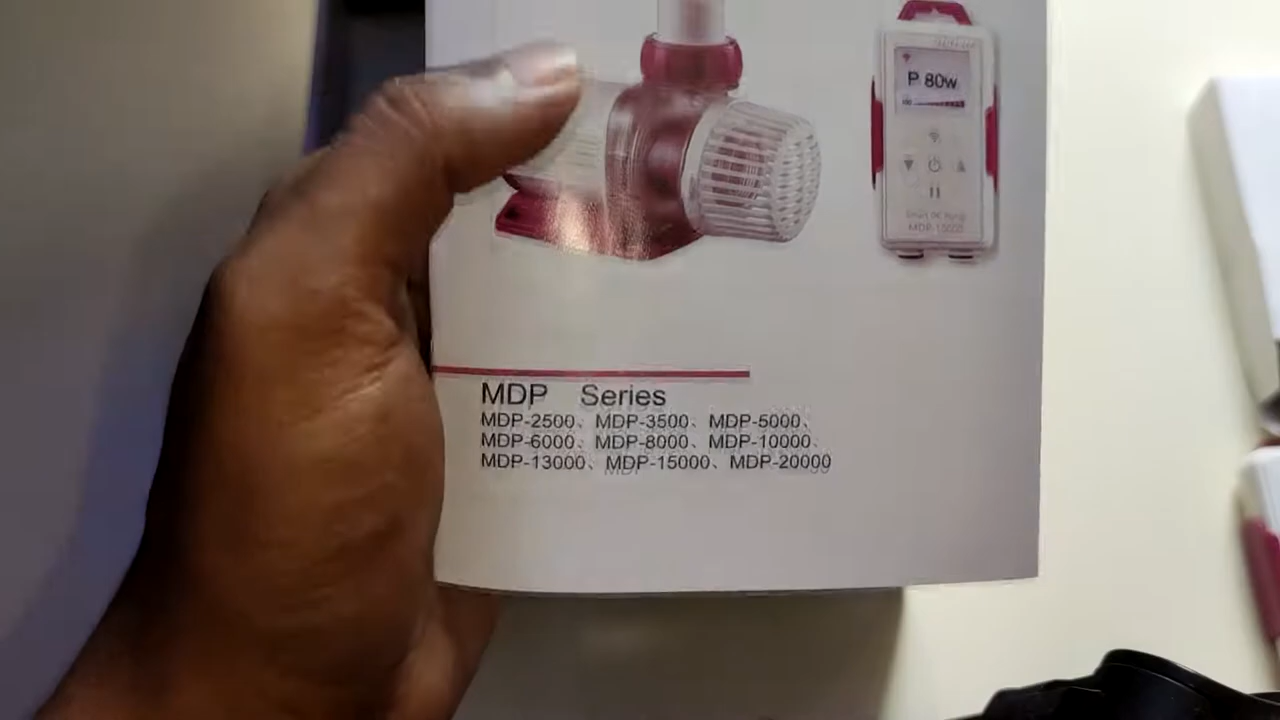 P 80w
MDP Series
MDP-2500、MDP-3500、MDP-5000、
MDP-6000、MDP-8000、MDP-10000、
MDP-13000、MDP-15000、MDP-20000